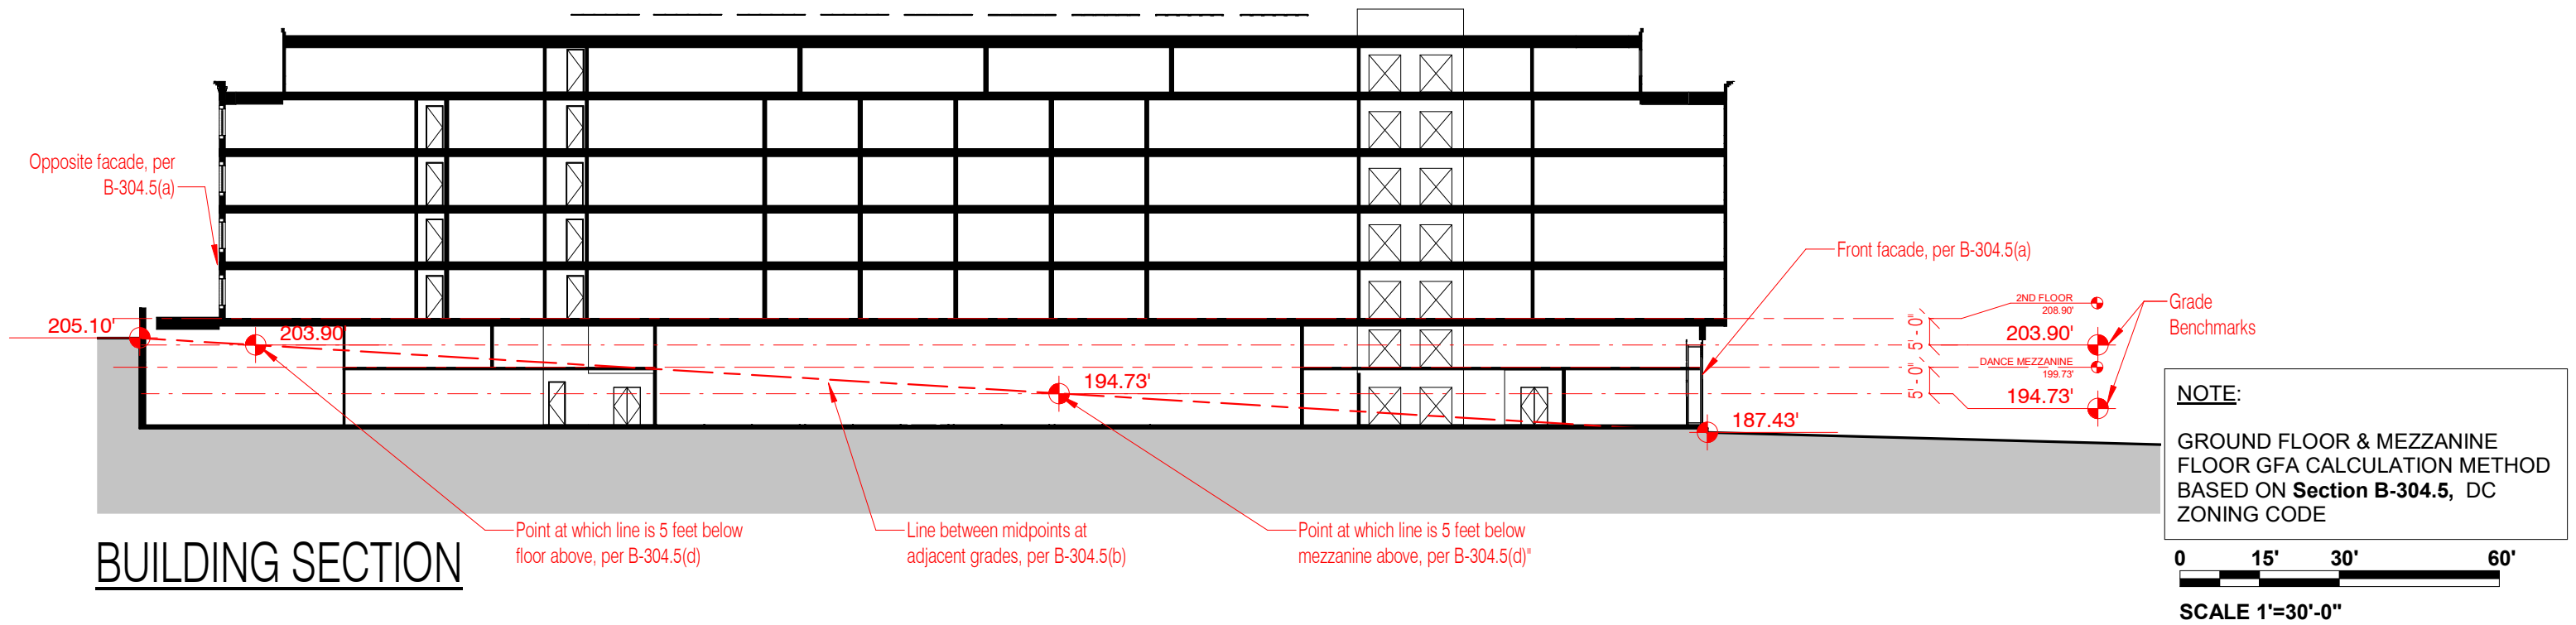 Opposite facade, per
B-304.5(a)
Front facade, per B-304.5(a)
2ND FLOOR
208.90'
Grade
Benchmarks
205.10'
203.90'
5' - 0"
203.90'
DANCE MEZZANINE
199.73'
194.73'
5' - 0"
194.73'
187.43'
NOTE:
GROUND FLOOR & MEZZANINE
FLOOR GFA CALCULATION METHOD
BASED ON Section B-304.5, DC
ZONING CODE
Point at which line is 5 feet below
floor above, per B-304.5(d)
Line between midpoints at
adjacent grades, per B-304.5(b)
Point at which line is 5 feet below
mezzanine above, per B-304.5(d)"
BUILDING SECTION
0 15' 30' 60'
SCALE 1'=30'-0"